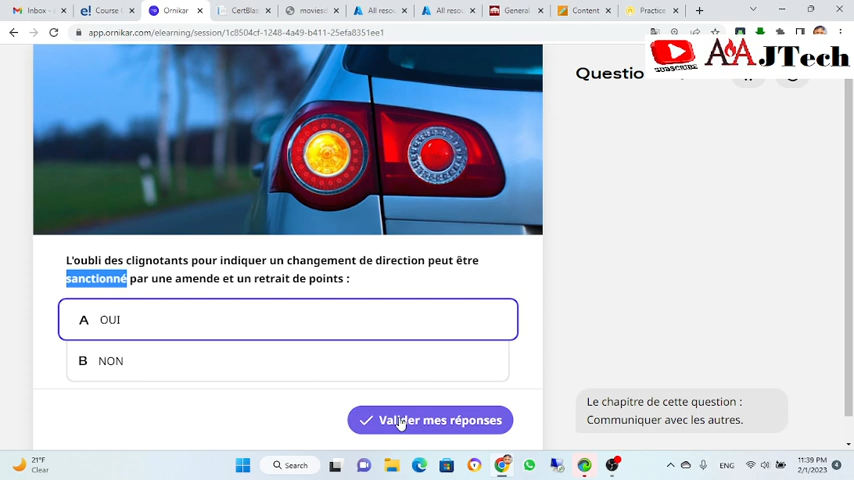 Inbox -
Course
Ornikar
CertBla
movies
All reso
All reso
General
Content
Practice
app.ornikar.com/elearning/session/1c8504cf-1248-4a49-b411-25efa8351ee1
SUBSCRIBE
AAJTech
Questio
L'oubli des clignotants pour indiquer un changement de direction peut être
sanctionné par une amende et un retrait de points :
A OUI
B NON
Valider mes réponses
Le chapitre de cette question :
Communiquer avec les autres.
21°F
Clear
Search
ENG
11:39 PM
2/1/2023